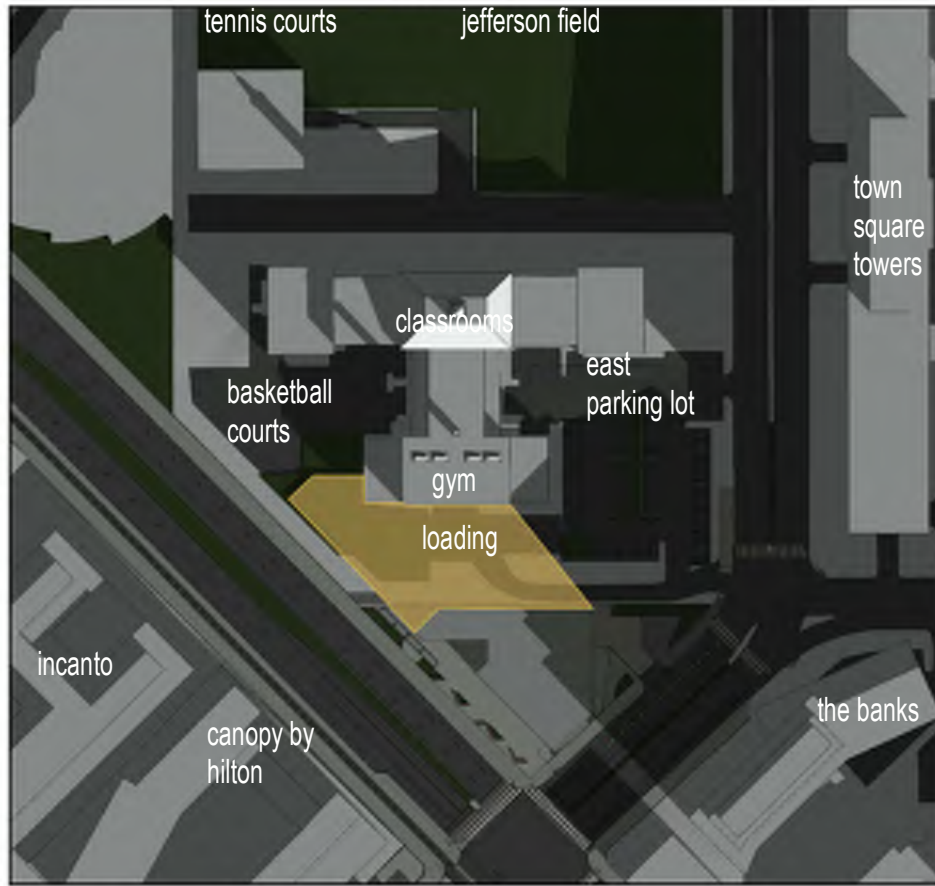 tennis courts
jefferson field
town
square
towers
classrooms
basketball
courts
east
parking lot
gym
loading
incanto
canopy by
hilton
the banks